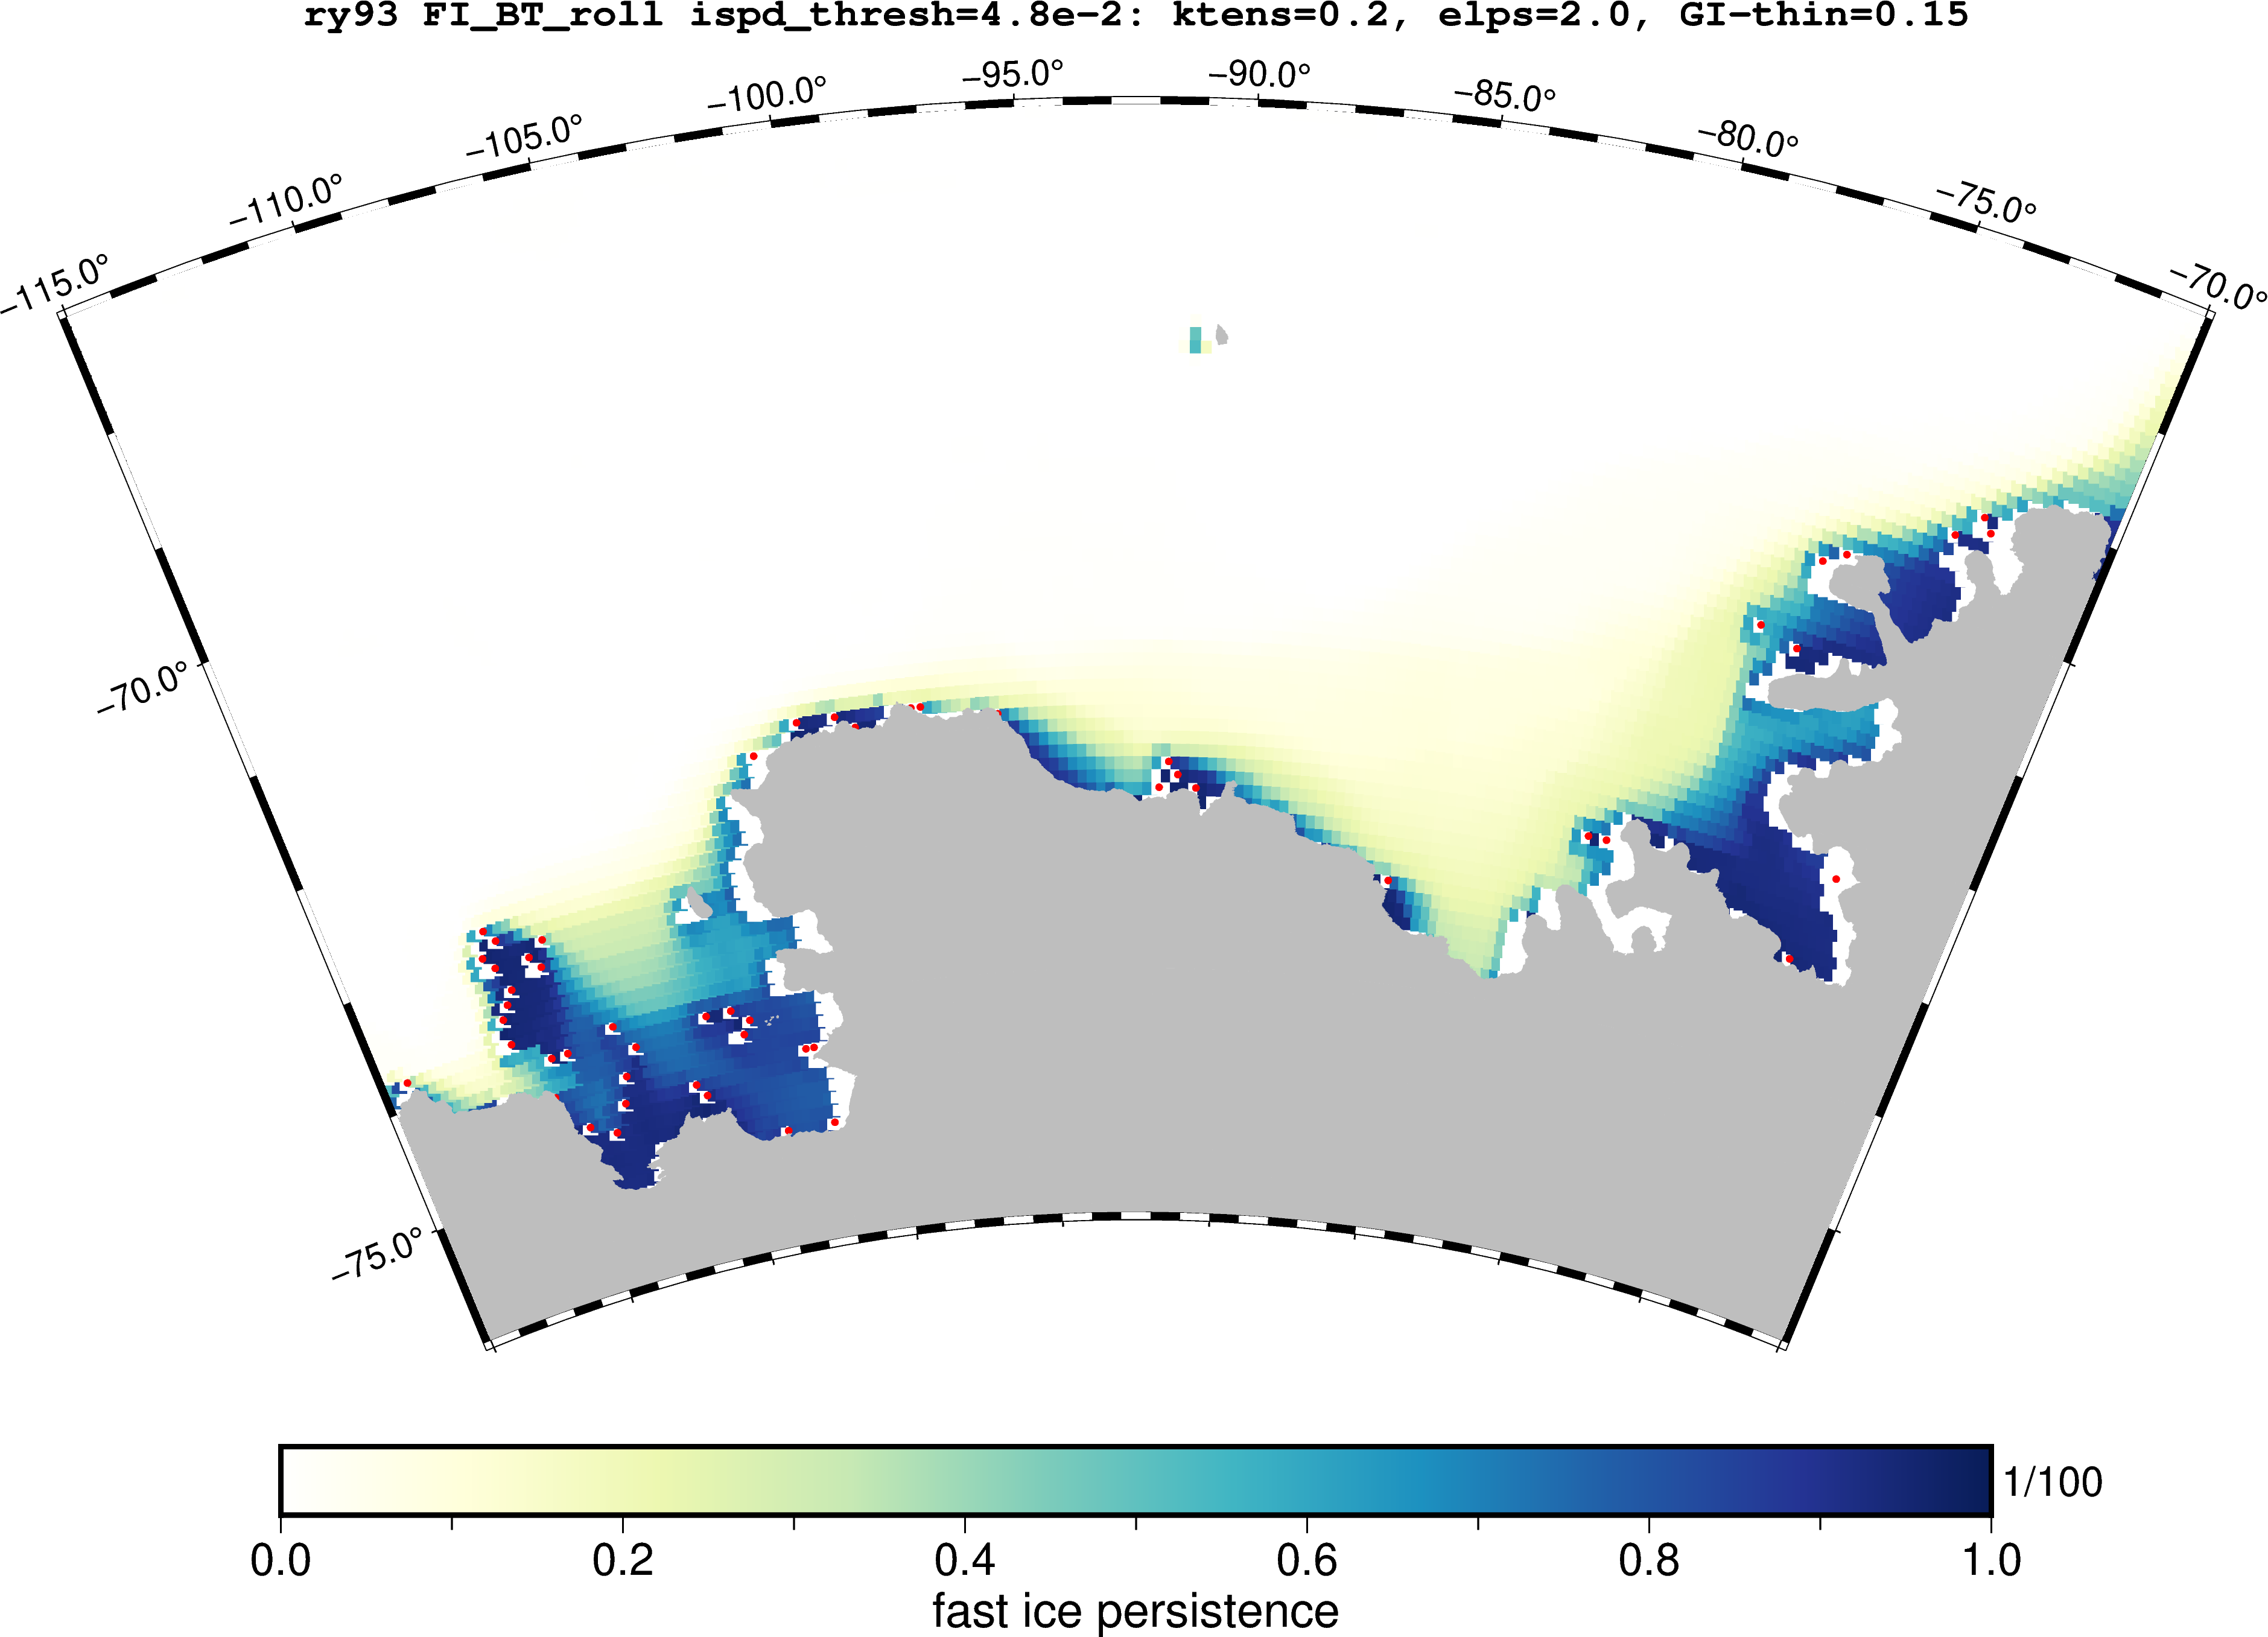 ry93 FI_BT_roll ispd_thresh=4.8e-2: ktens=0.2, elps=2.0, GI-thin=0.15
-95.0° -90.0°
-100.0° -85.0°
-105.0° -80.0°
-110.0° -75.0°
-115.0° -70.0°
-70.0°
-75.0°
1/100
0.0 0.2 0.4 0.6 0.8 1.0
fast ice persistence